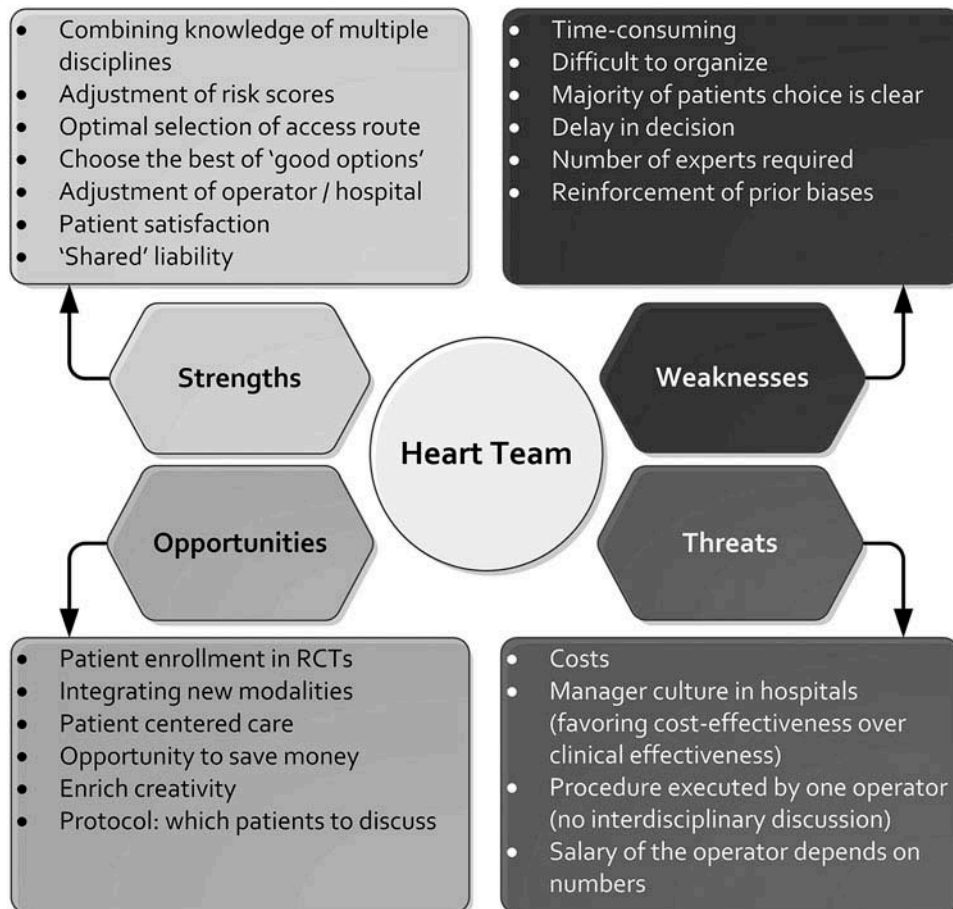 • Combining knowledge of multiple
disciplines
• Adjustment of risk scores
• Optimal selection of access route
• Choose the best of ‘good options’
• Adjustment of operator / hospital
• Patient satisfaction
• ‘Shared’ liability
• Time-consuming
• Difficult to organize
• Majority of patients choice is clear
• Delay in decision
• Number of experts required
• Reinforcement of prior biases
Strengths
Weaknesses
Heart Team
Opportunities
Threats
• Patient enrollment in RCTs
• Integrating new modalities
• Patient centered care
• Opportunity to save money
• Enrich creativity
• Protocol: which patients to discuss
• Costs
• Manager culture in hospitals
(favoring cost-effectiveness over
clinical effectiveness)
• Procedure executed by one operator
(no interdisciplinary discussion)
• Salary of the operator depends on
numbers